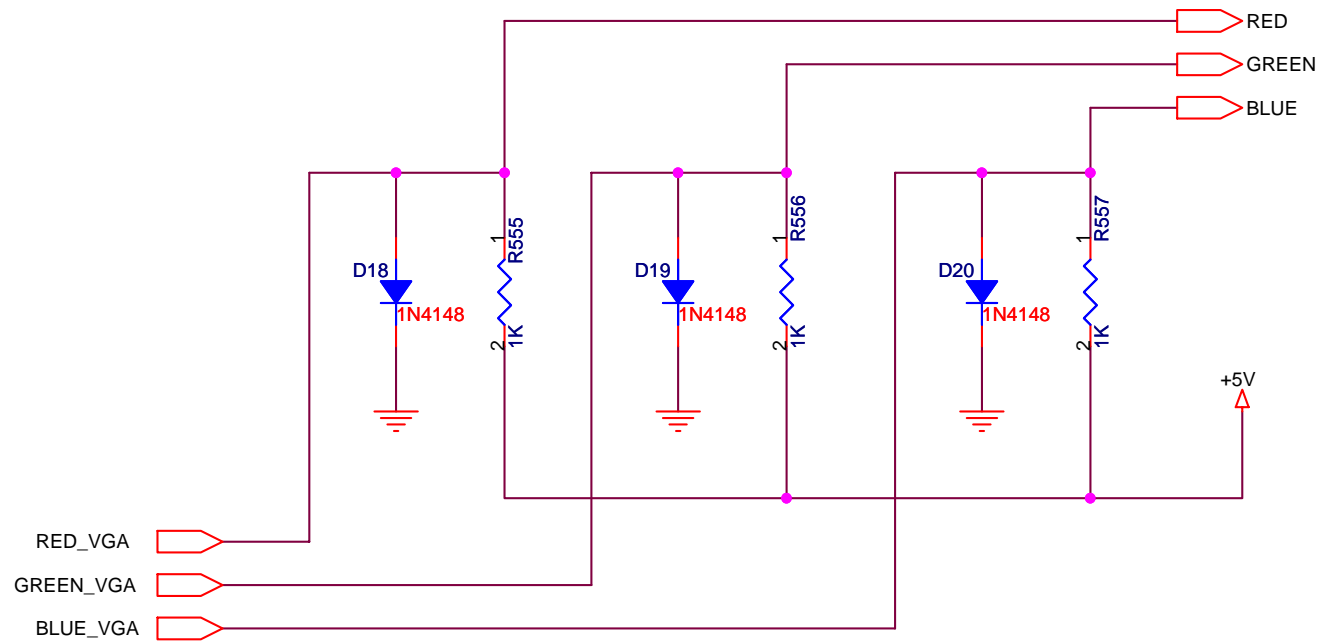 RED
GREEN
BLUE
1
R555
D18
1N4148
2
1K
1
R556
D19
1N4148
2
1K
1
R557
D20
1N4148
2
1K
+5V
RED_VGA
GREEN_VGA
BLUE_VGA